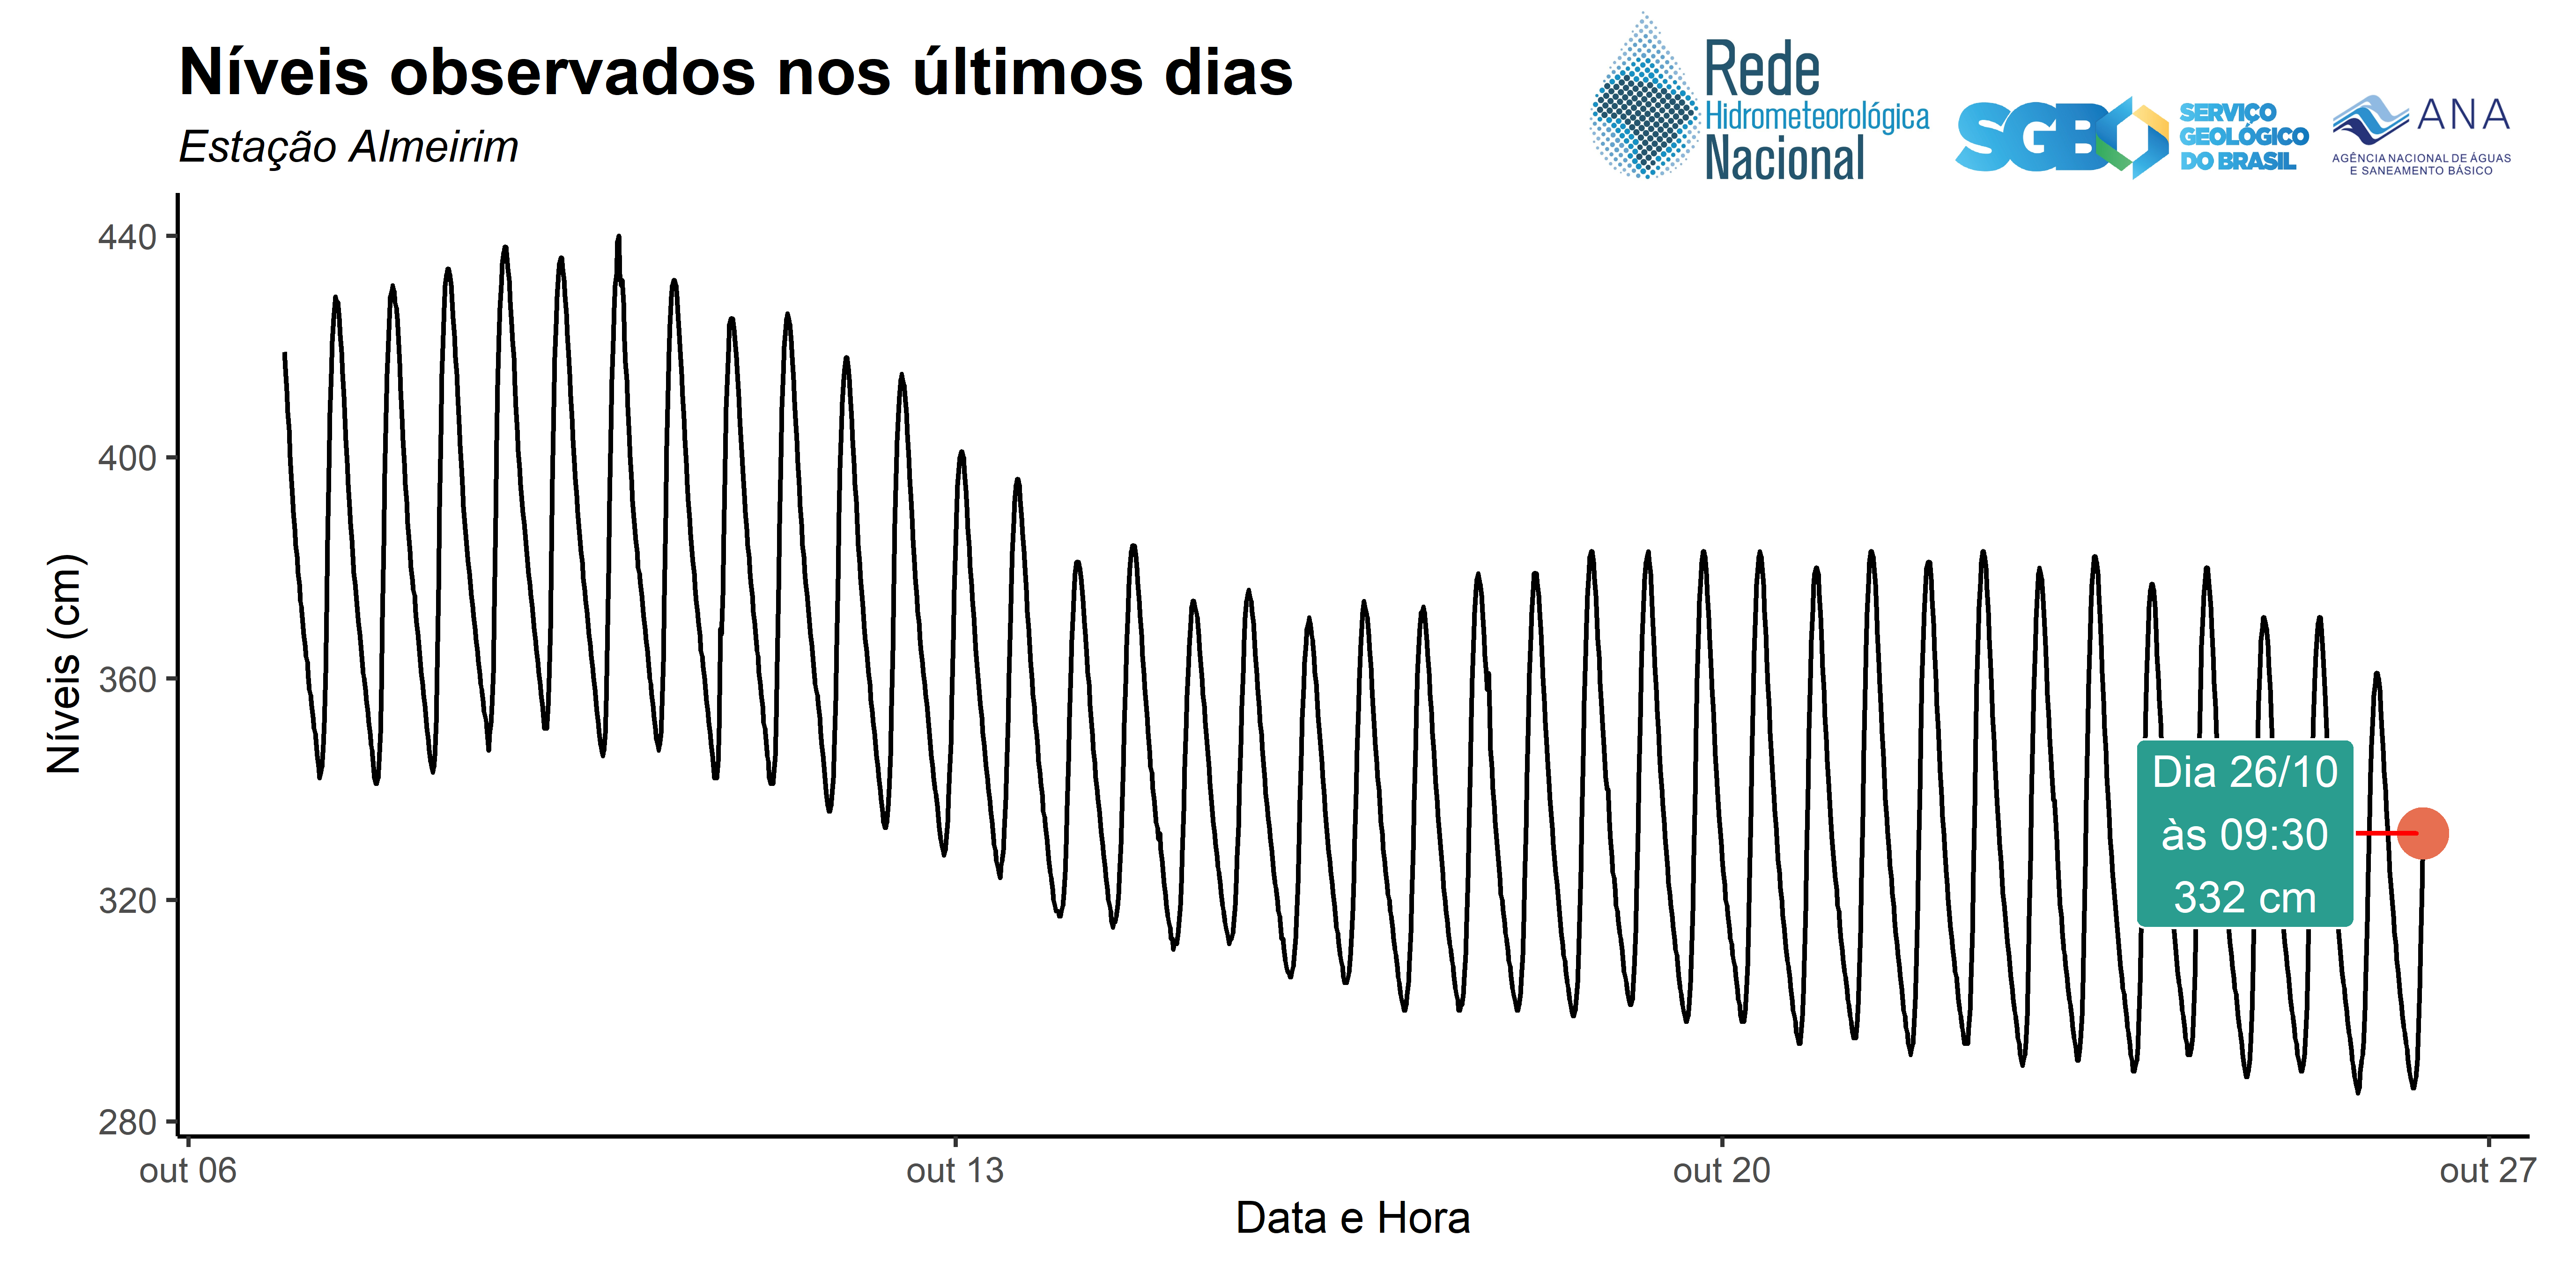 Níveis observados nos últimos dias
Estação Almeirim
Rede
Hidrometeorológica
Nacional
SGB
SERVIÇO
GEOLÓGICO
DO BRASIL
ANA
AGÊNCIA NACIONAL DE ÁGUAS
E SANEAMENTO BÁSICO
Níveis (cm)
440
400
360
320
280
Dia 26/10
às 09:30
332 cm
out 06
out 13
out 20
out 27
Data e Hora